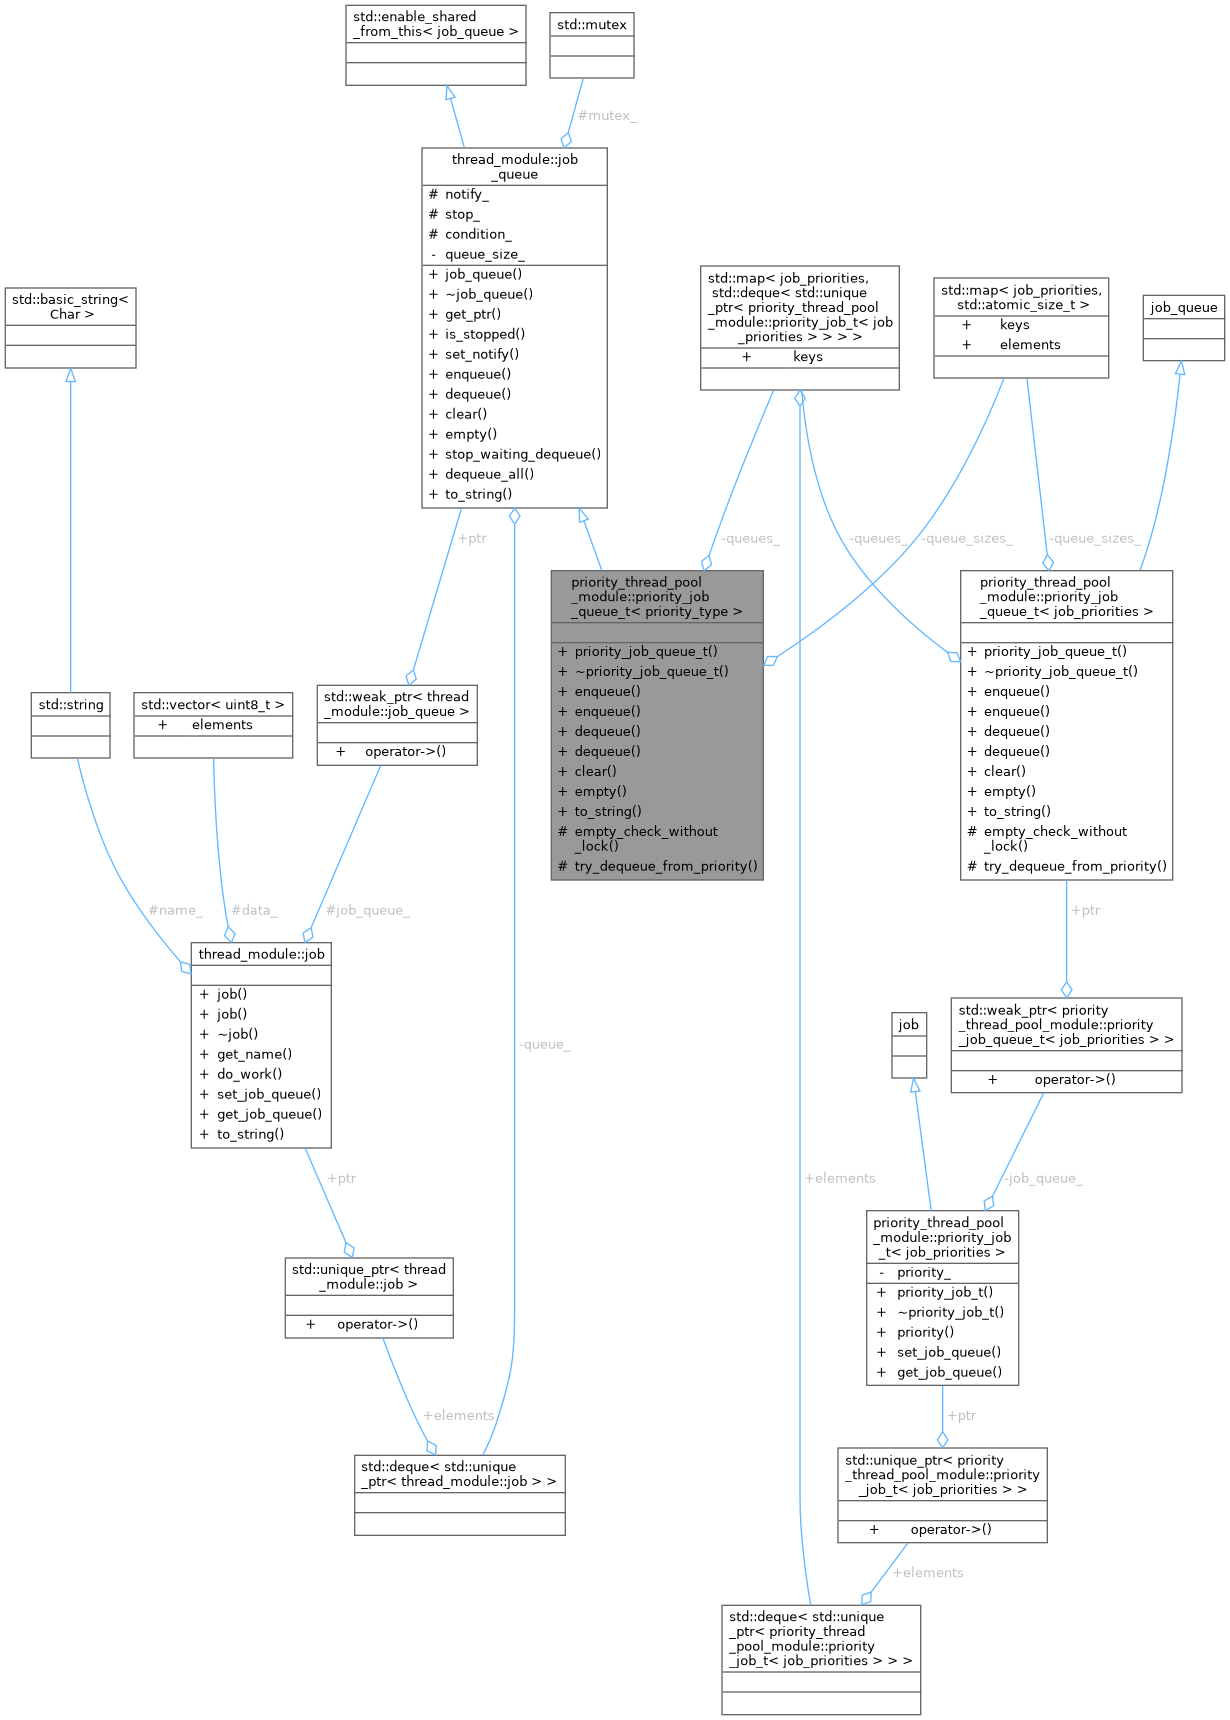 std::enable_shared
_from_this< job_queue >
std::mutex
#mutex_
thread_module::job
_queue
# notify_
# stop_
# condition_
- queue_size_
+ job_queue()
+ ~job_queue()
+ get_ptr()
+ is_stopped()
+ set_notify()
+ enqueue()
+ dequeue()
+ clear()
+ empty()
+ stop_waiting_dequeue()
+ dequeue_all()
+ to_string()
std::map< job_priorities,
std::deque< std::unique
_ptr< priority_thread_pool
_module::priority_job_t< job
_priorities > > > >
+ keys
std::map< job_priorities,
std::atomic_size_t >
+ keys
+ elements
job_queue
std::basic_string<
Char >
+ptr
-queues_
-queues_
-queue_sizes_
-queue_sizes_
priority_thread_pool
_module::priority_job
_queue_t< priority_type >
+ priority_job_queue_t()
+ ~priority_job_queue_t()
+ enqueue()
+ enqueue()
+ dequeue()
+ dequeue()
+ clear()
+ empty()
+ to_string()
# empty_check_without
_lock()
# try_dequeue_from_priority()
priority_thread_pool
_module::priority_job
_queue_t< job_priorities >
+ priority_job_queue_t()
+ ~priority_job_queue_t()
+ enqueue()
+ enqueue()
+ dequeue()
+ dequeue()
+ clear()
+ empty()
+ to_string()
# empty_check_without
_lock()
# try_dequeue_from_priority()
std::string
std::vector< uint8_t >
+ elements
std::weak_ptr< thread
_module::job_queue >
+ operator->()
#name_
#data_
#job_queue_
+ptr
thread_module::job
+ job()
+ job()
+ ~job()
+ get_name()
+ do_work()
+ set_job_queue()
+ get_job_queue()
+ to_string()
-queue_
job
std::weak_ptr< priority
_thread_pool_module::priority
_job_queue_t< job_priorities > >
+ operator->()
+ptr
+elements
-job_queue_
std::unique_ptr< thread
_module::job >
+ operator->()
priority_thread_pool
_module::priority_job
_t< job_priorities >
- priority_
+ priority_job_t()
+ ~priority_job_t()
+ priority()
+ set_job_queue()
+ get_job_queue()
+elements
+ptr
std::deque< std::unique
_ptr< thread_module::job > >
std::unique_ptr< priority
_thread_pool_module::priority
_job_t< job_priorities > >
+ operator->()
+elements
std::deque< std::unique
_ptr< priority_thread
_pool_module::priority
_job_t< job_priorities > > >